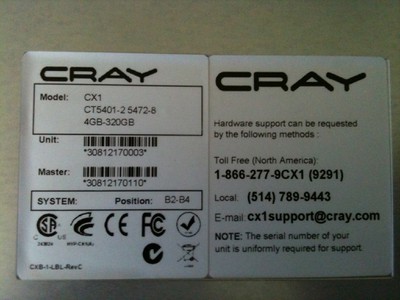 CRAY
Model: CX1
CT5401-2 5472-8
4GB-320GB
Unit:
*30812170003*
Master:
*30812170110*
SYSTEM: Position: B2-B4
CE FC
CXB-1-LBL-RevC
CRAY
Hardware support can be requested
by the following methods :
Toll Free (North America):
1-866-277-9CX1 (9291)
Local: (514) 789-9443
E-mail: cx1support@cray.com
NOTE: The serial number of your
unit is uniformly required for support.